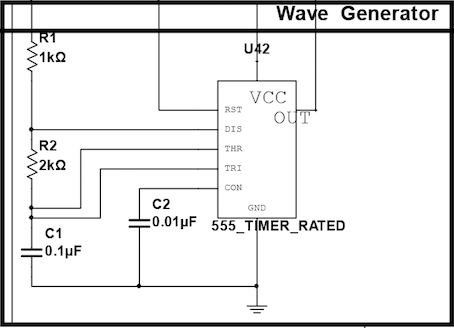 Wave Generator
R1
1kΩ
U42
VCC
RST
OUT
DIS
R2
2kΩ
THR
TRI
CON
C2
0.01µF
GND
555_TIMER_RATED
C1
0.1µF